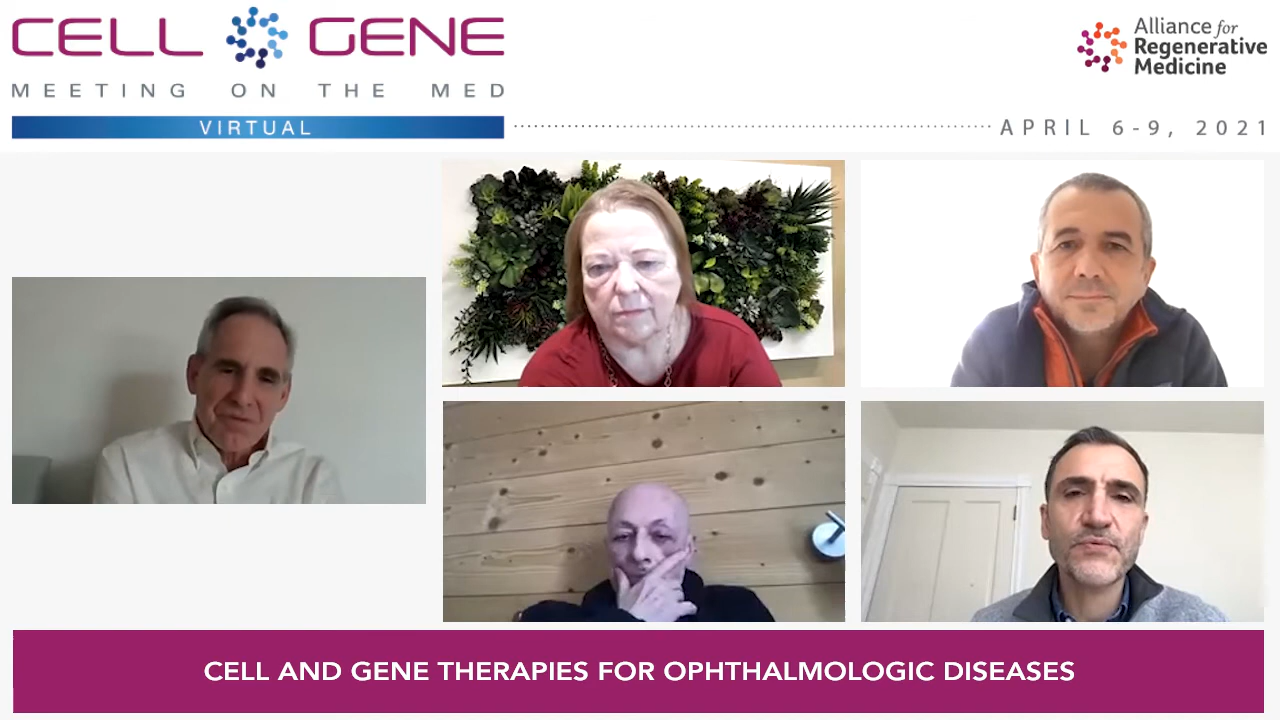 CELL GENE
MEETING ON THE MED
VIRTUAL
Alliance for
Regenerative
Medicine
APRIL 6-9, 2021
CELL AND GENE THERAPIES FOR OPHTHALMOLOGIC DISEASES